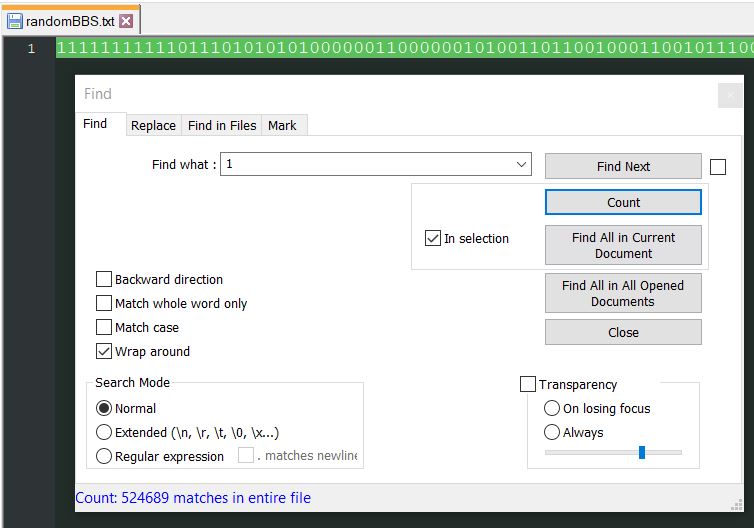 randomBBS.txt
1 111111111110111010101010000001100000010100110110010001100101110
Find
Find Replace Find in Files Mark
Find what : 1 Find Next
Count
In selection Find All in Current
Document
Backward direction Find All in All Opened
Match whole word only Documents
Match case Close
Wrap around
Search Mode Transparency
Normal On losing focus
Extended (\n, \r, \t, \0, \x...) Always
Regular expression . matches newline
Count: 524689 matches in entire file